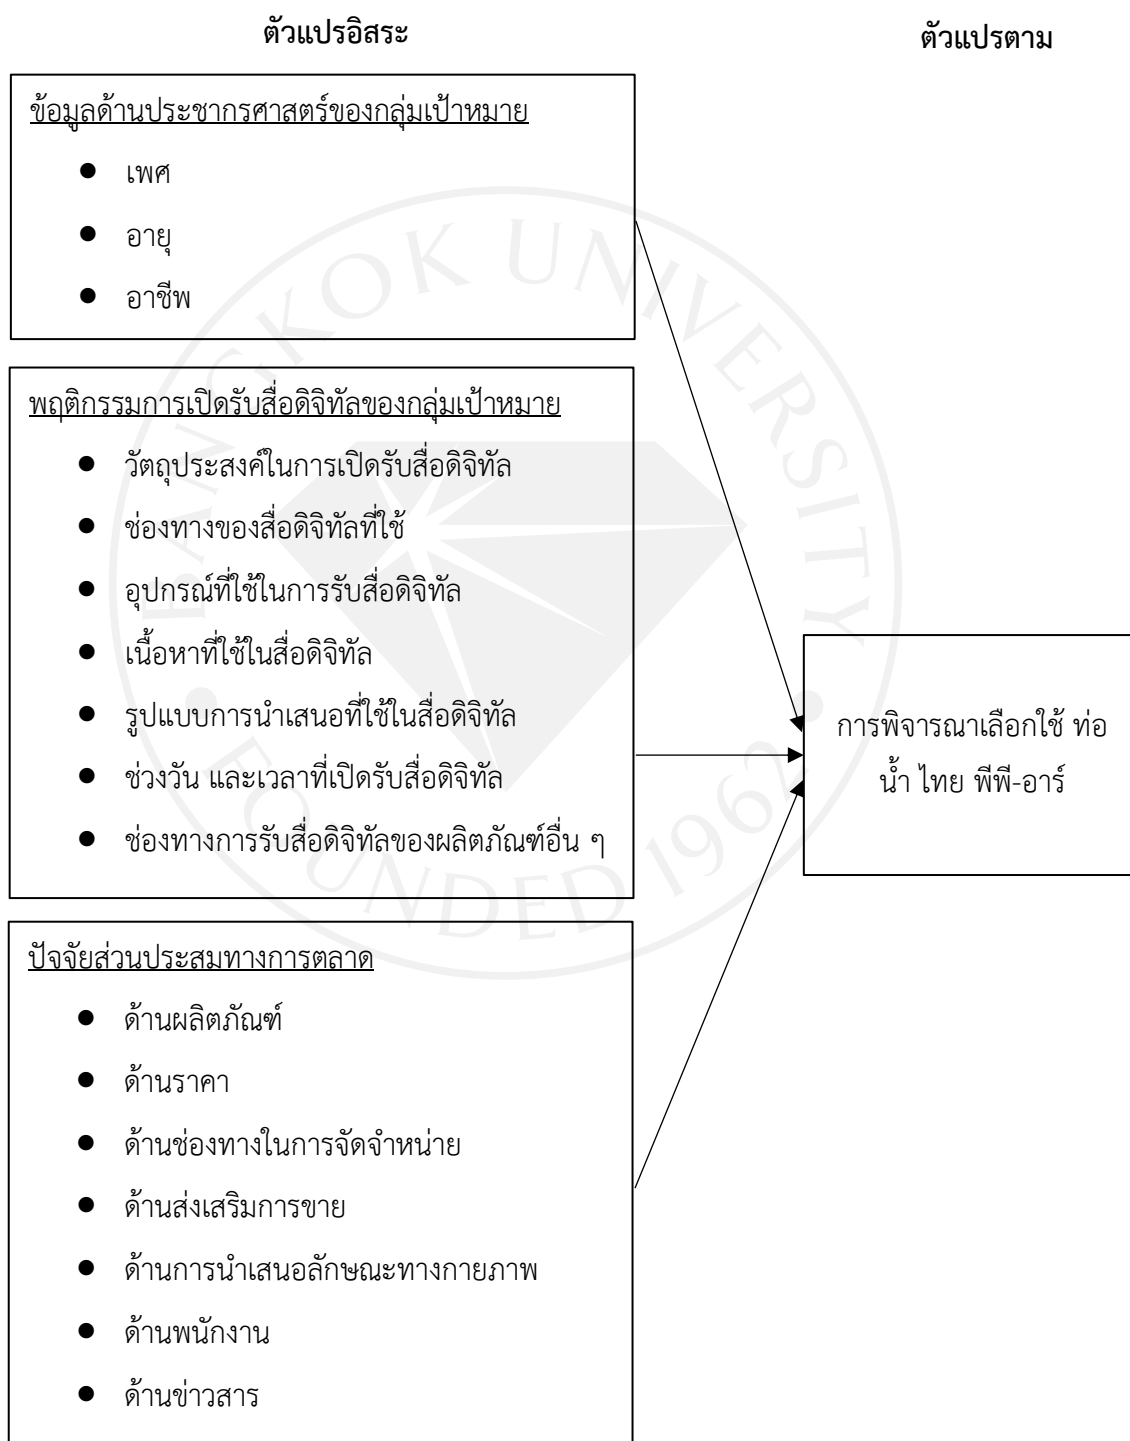 ตัวแปรอิสระ
ตัวแปรตาม
ข้อมูลด้านประชากรศาสตร์ของกลุ่มเป้าหมาย
● เพศ
● อายุ
● อาชีพ
พฤติกรรมการเปิดรับสื่อดิจิทัลของกลุ่มเป้าหมาย
● วัตถุประสงค์ในการเปิดรับสื่อดิจิทัล
● ช่องทางของสื่อดิจิทัลที่ใช้
● อุปกรณ์ที่ใช้ในการรับสื่อดิจิทัล
● เนื้อหาที่ใช้ในสื่อดิจิทัล
● รูปแบบการนำเสนอที่ใช้ในสื่อดิจิทัล
● ช่วงวัน และเวลาที่เปิดรับสื่อดิจิทัล
● ช่องทางการรับสื่อดิจิทัลของผลิตภัณฑ์อื่น ๆ
ปัจจัยส่วนประสมทางการตลาด
● ด้านผลิตภัณฑ์
● ด้านราคา
● ด้านช่องทางในการจัดจำหน่าย
● ด้านส่งเสริมการขาย
● ด้านการนำเสนอลักษณะทางกายภาพ
● ด้านพนักงาน
● ด้านข่าวสาร
การพิจารณาเลือกใช้ ท่อ
น้ำ ไทย พีพี-อาร์
BANGKOK UNIVERSITY
FOUNDED 1962